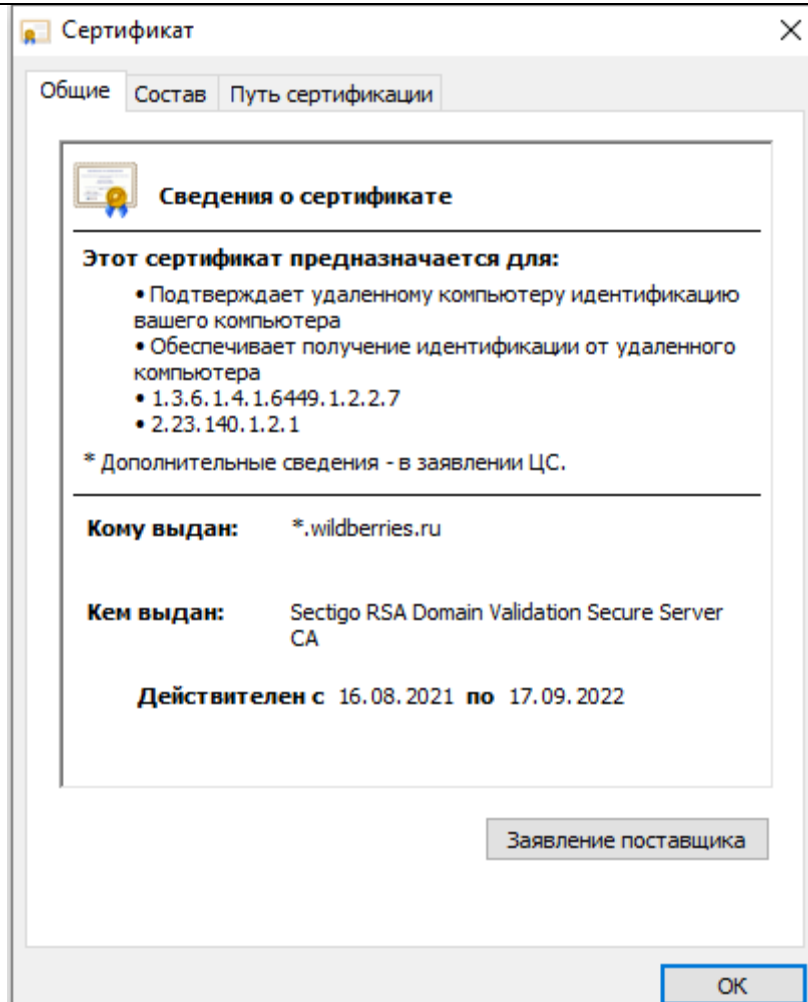 Сертификат
Общие Состав Путь сертификации
Сведения о сертификате
Этот сертификат предназначается для:
• Подтверждает удаленному компьютеру идентификацию
вашего компьютера
• Обеспечивает получение идентификации от удаленного
компьютера
• 1.3.6.1.4.1.6449.1.2.2.7
• 2.23.140.1.2.1
* Дополнительные сведения - в заявлении ЦС.
Кому выдан: *.wildberries.ru
Кем выдан: Sectigo RSA Domain Validation Secure Server
CA
Действителен с 16.08.2021 по 17.09.2022
Заявление поставщика
ОК